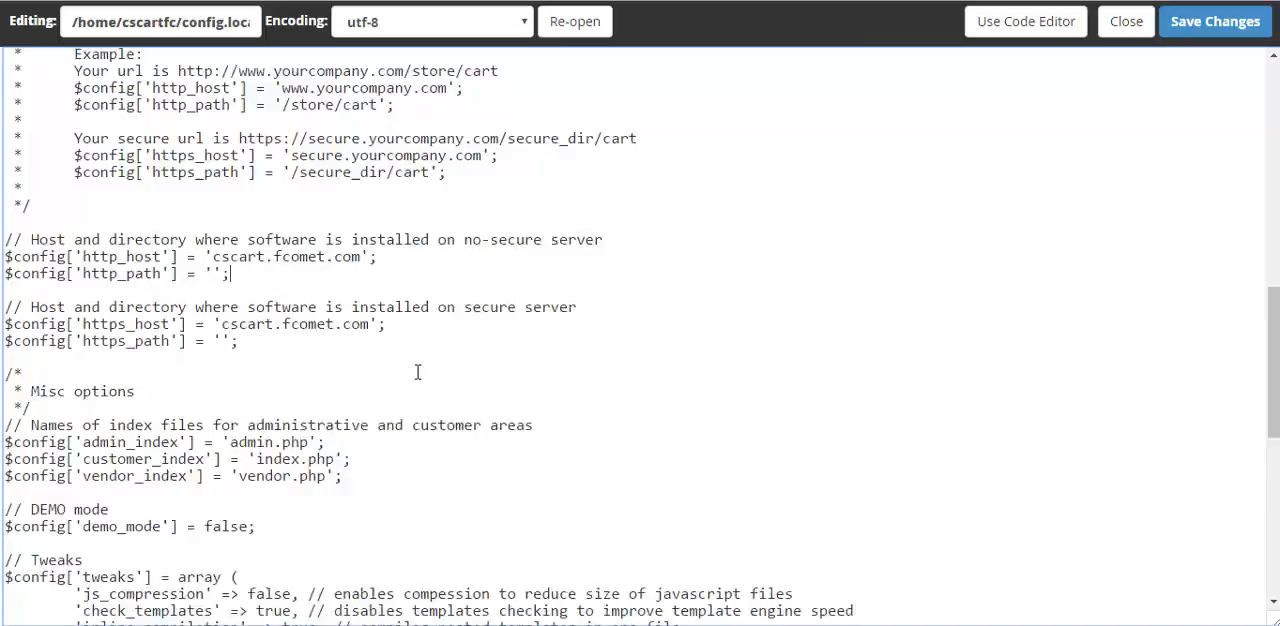 Editing: /home/cscartfc/config.loc Encoding: utf-8 Re-open Use Code Editor Close Save Changes
*      Example:
*      Your url is http://www.yourcompany.com/store/cart
*      $config['http_host'] = 'www.yourcompany.com';
*      $config['http_path'] = '/store/cart';
*
*      Your secure url is https://secure.yourcompany.com/secure_dir/cart
*      $config['https_host'] = 'secure.yourcompany.com';
*      $config['https_path'] = '/secure_dir/cart';
*
*/
// Host and directory where software is installed on no-secure server
$config['http_host'] = 'cscart.fcomet.com';
$config['http_path'] = '';
// Host and directory where software is installed on secure server
$config['https_host'] = 'cscart.fcomet.com';
$config['https_path'] = '';
/*
* Misc options
*/
// Names of index files for administrative and customer areas
$config['admin_index'] = 'admin.php';
$config['customer_index'] = 'index.php';
$config['vendor_index'] = 'vendor.php';
// DEMO mode
$config['demo_mode'] = false;
// Tweaks
$config['tweaks'] = array (
'js_compression' => false, // enables compession to reduce size of javascript files
'check_templates' => true, // disables templates checking to improve template engine speed